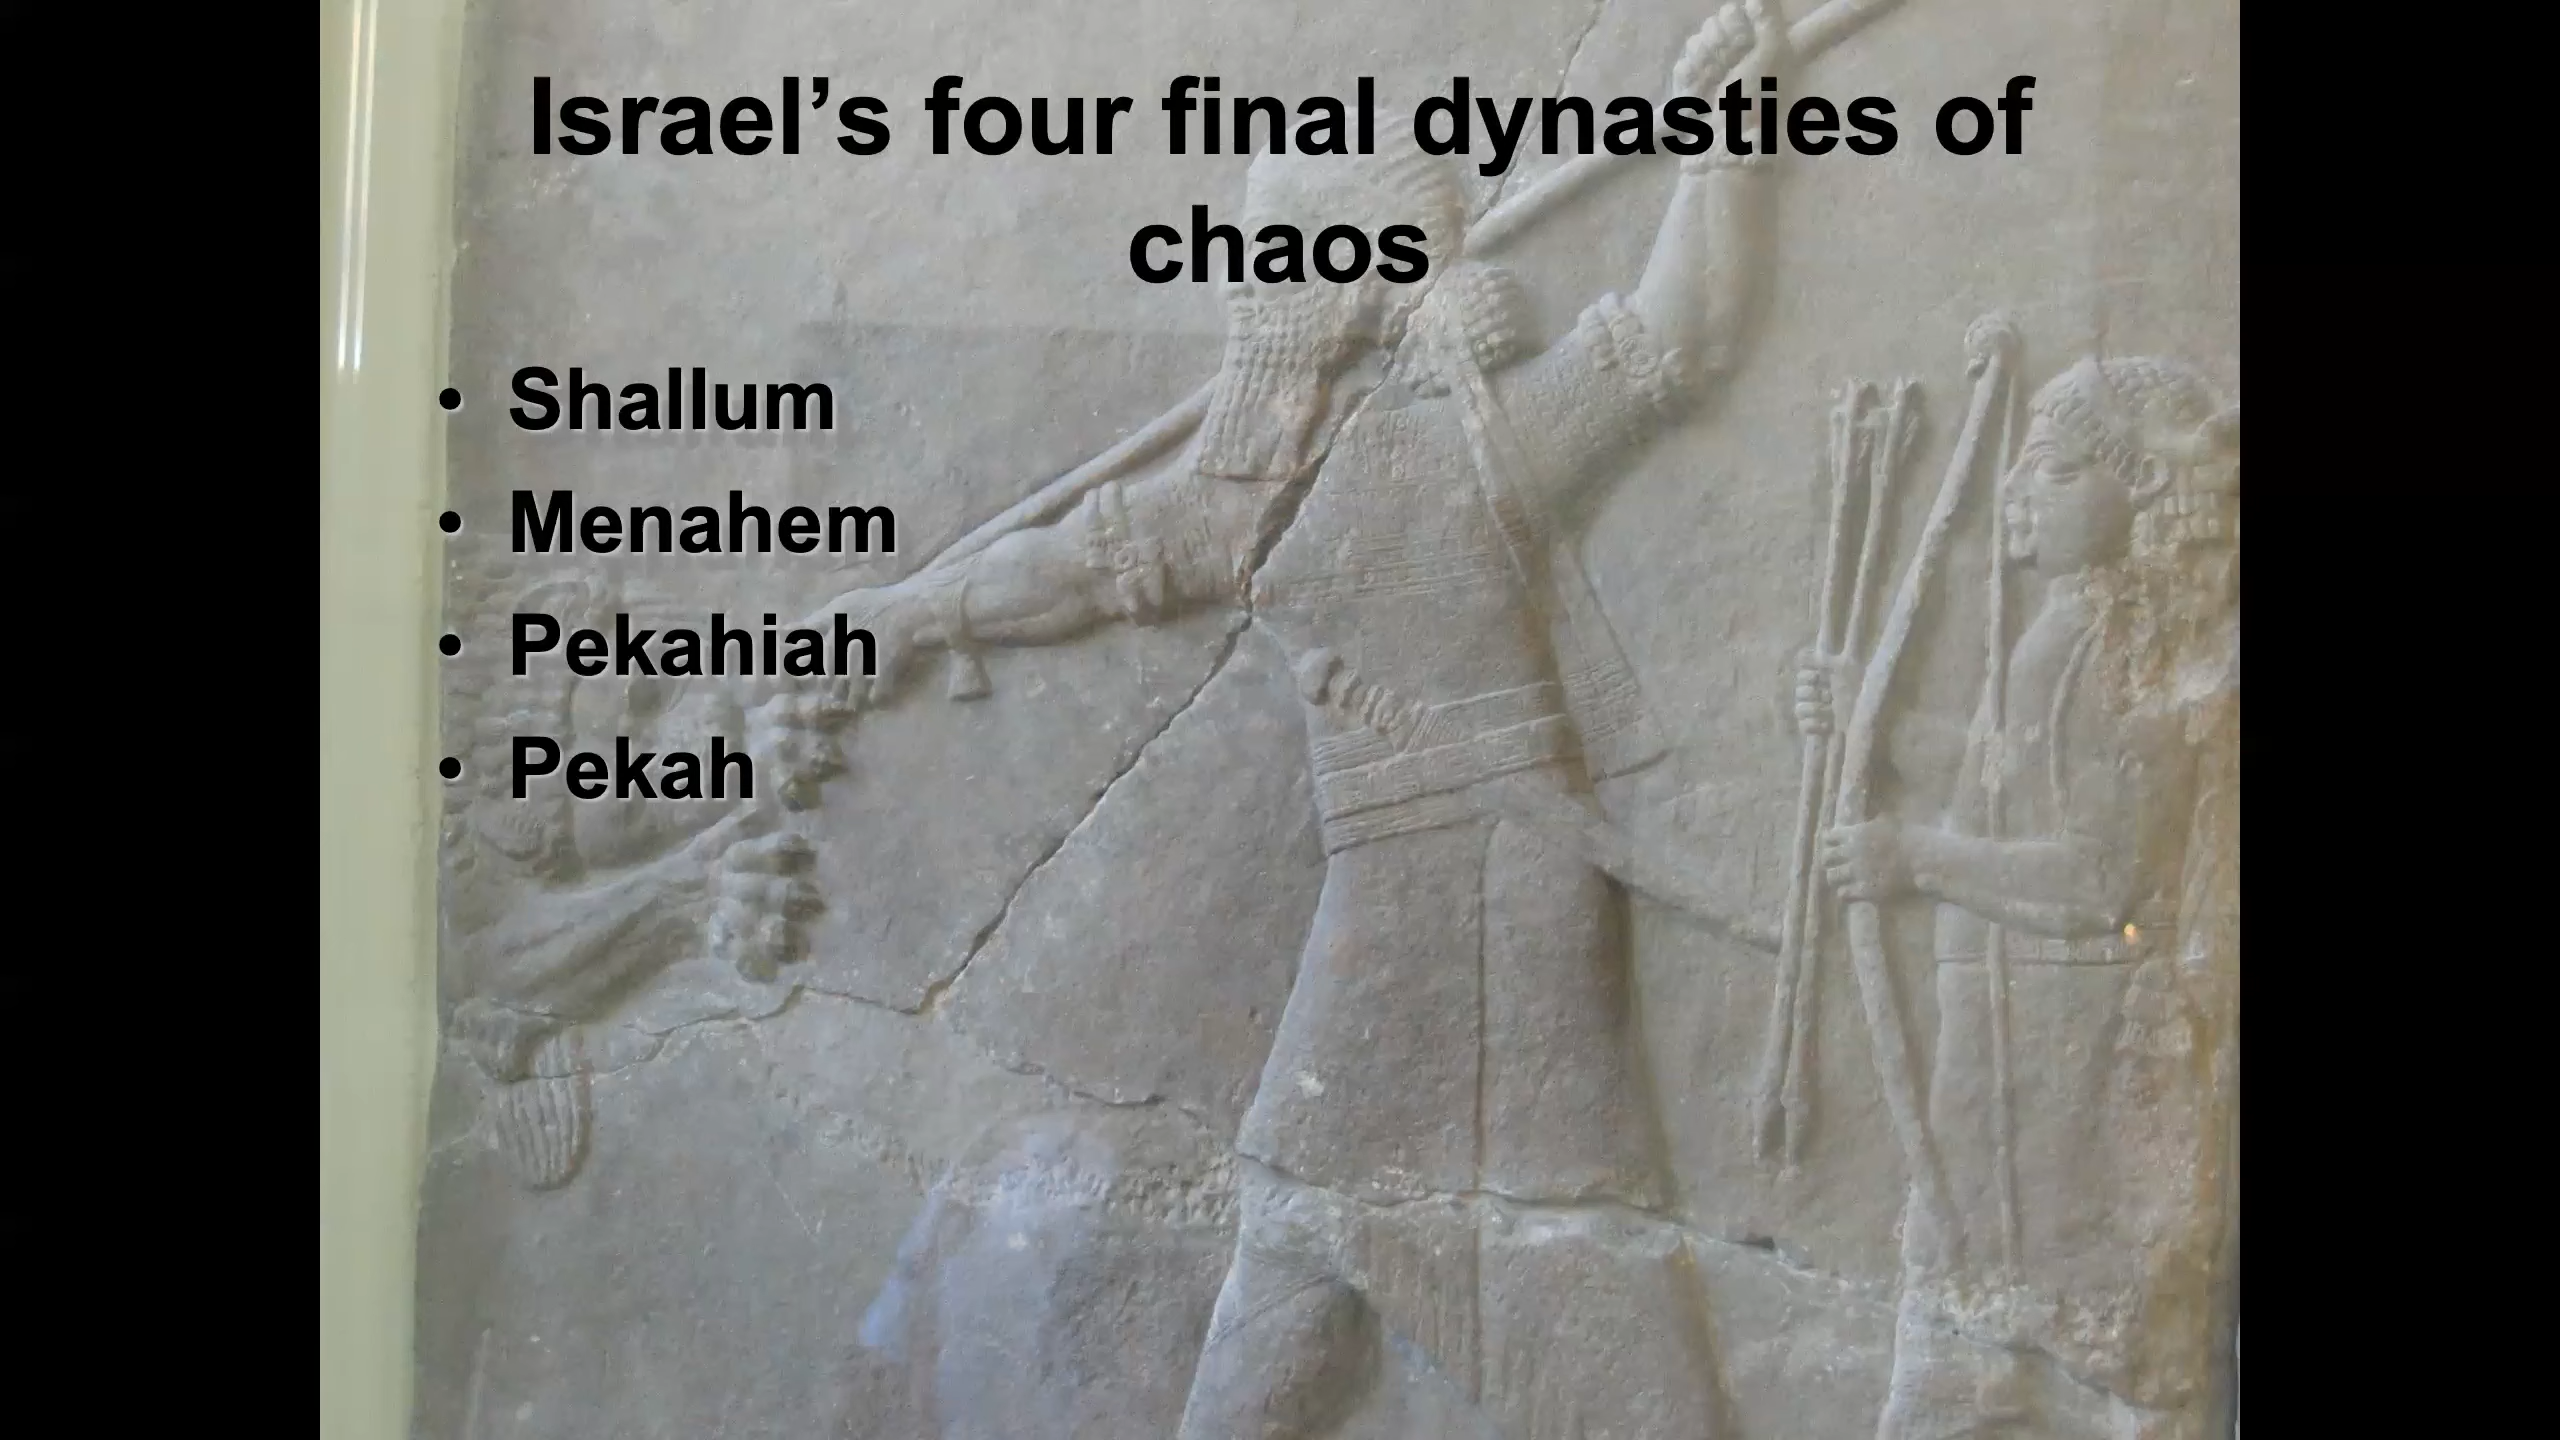 Israel’s four final dynasties of
chaos
• Shallum
• Menahem
• Pekahiah
• Pekah